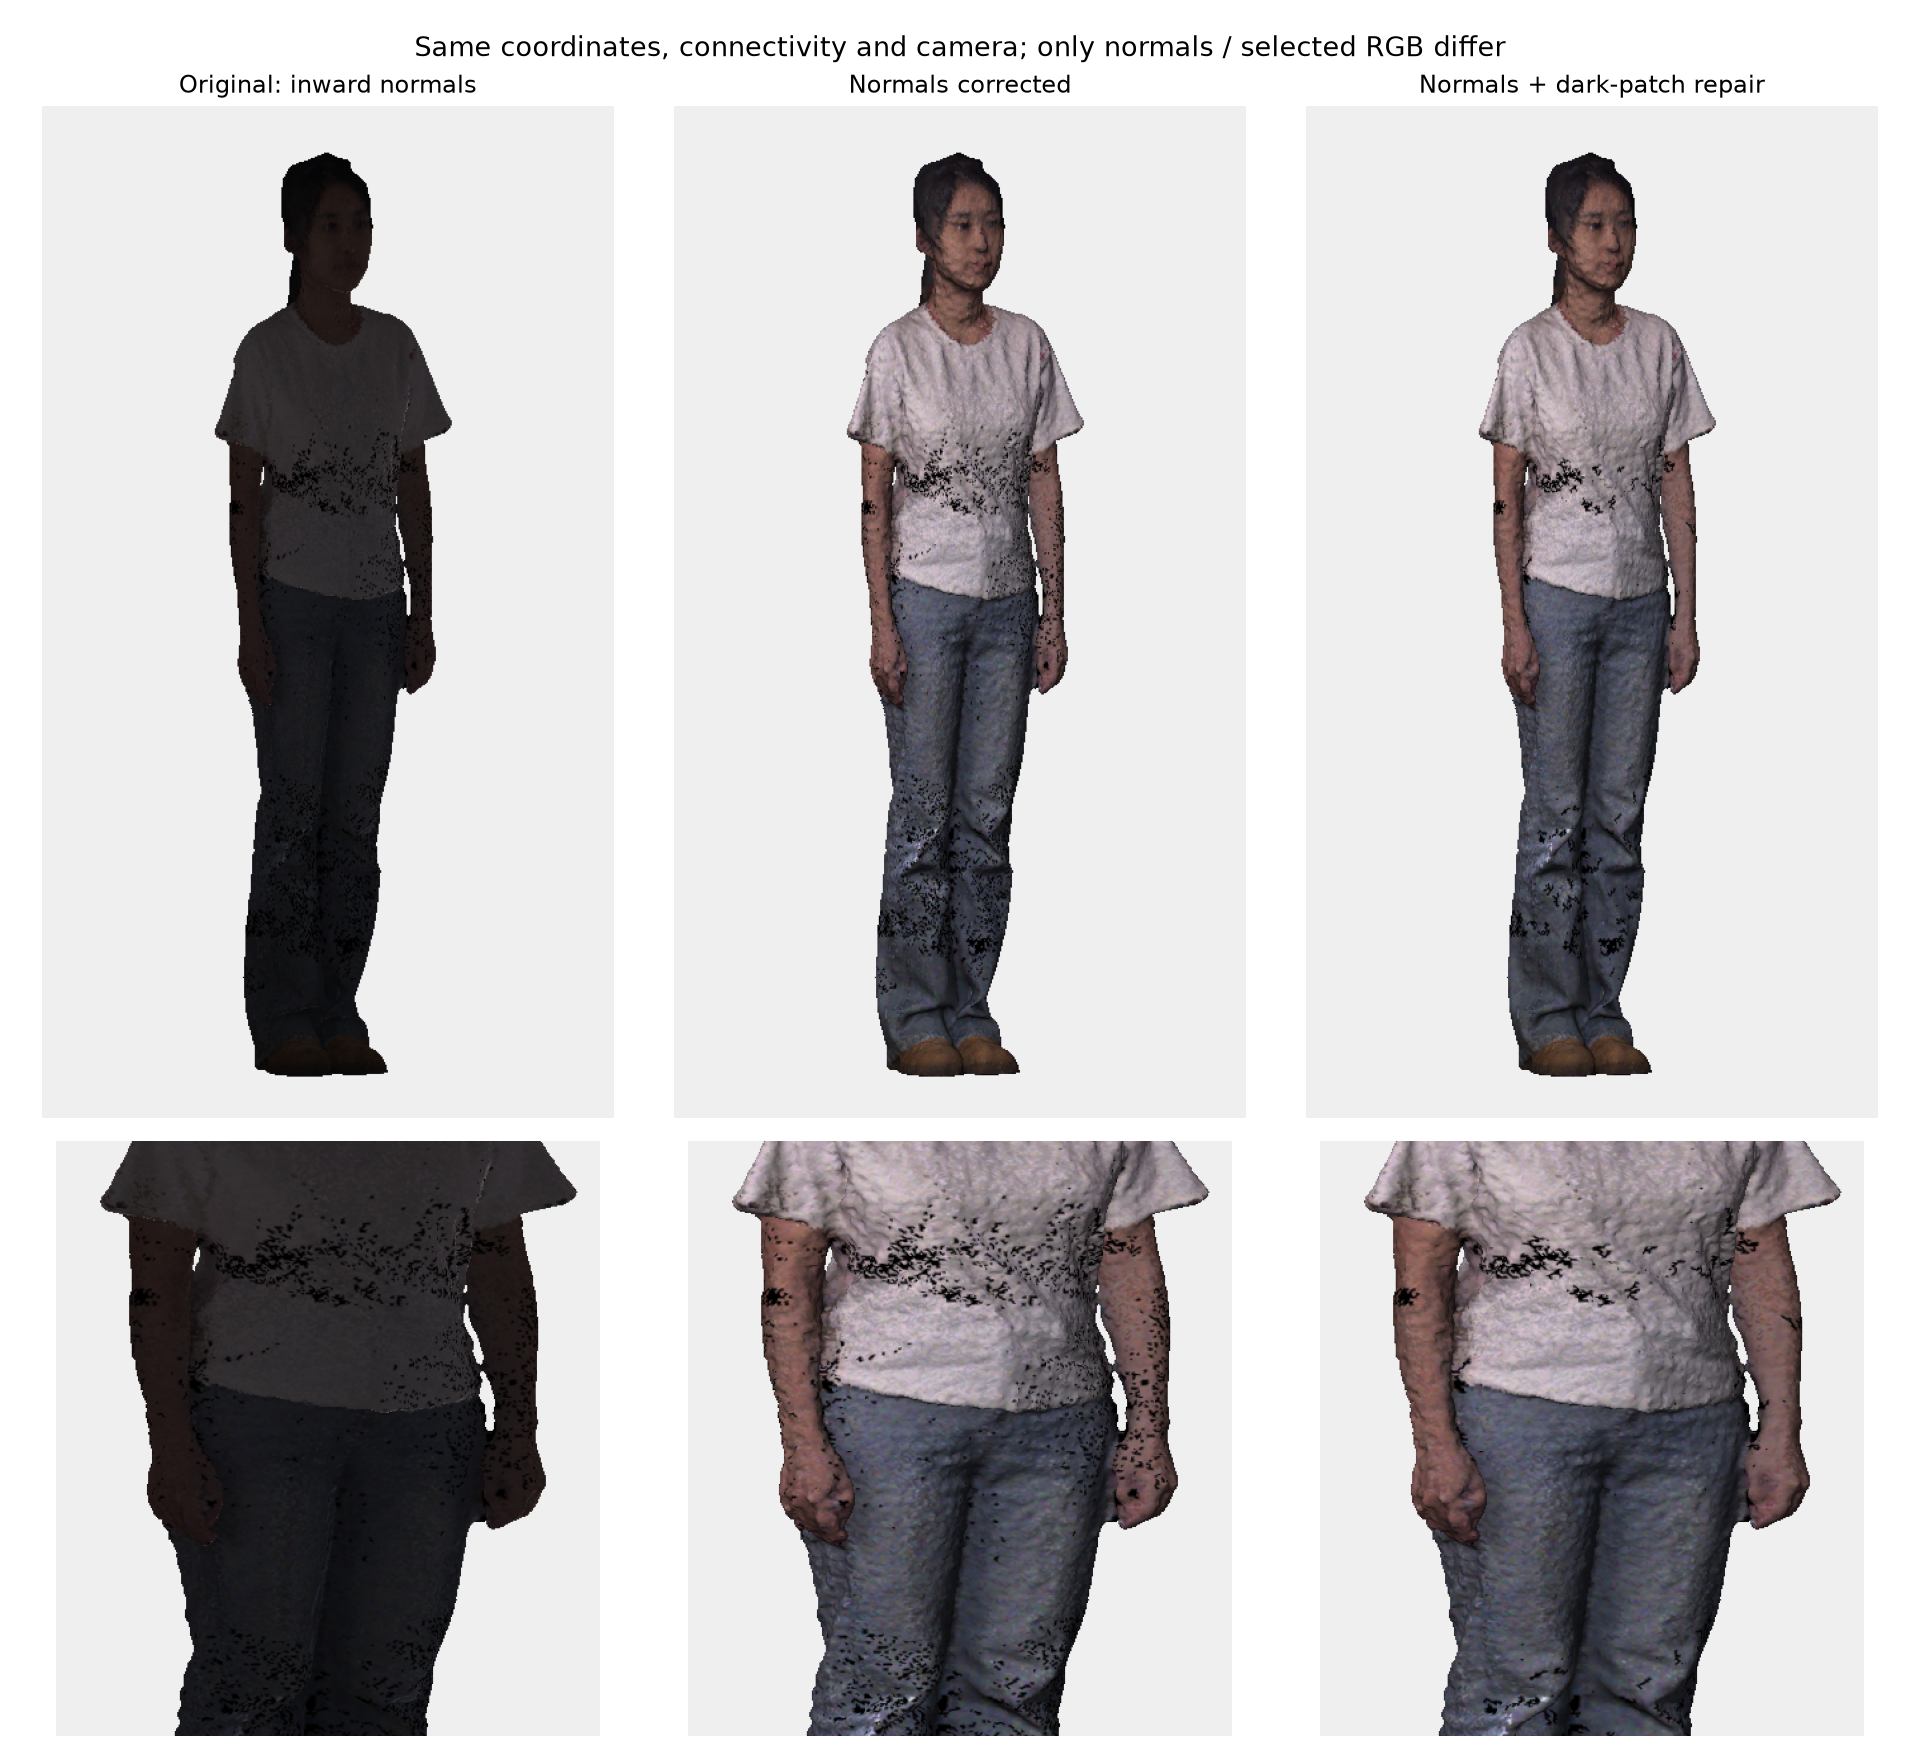 Same coordinates, connectivity and camera; only normals / selected RGB differ
Original: inward normals
Normals corrected
Normals + dark-patch repair